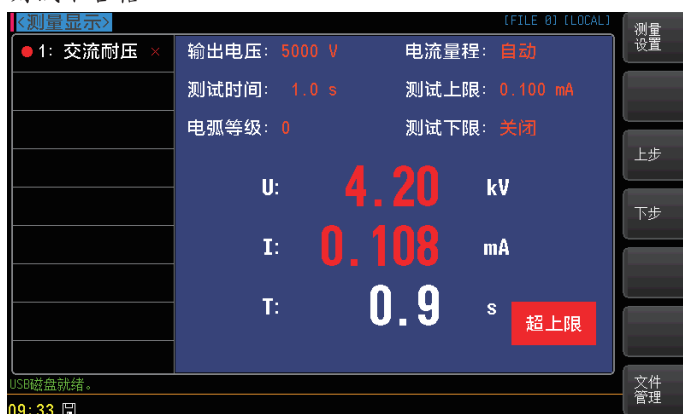 <测量显示>
[FILE 0] [LOCAL]
测量
设置
1: 交流耐压 ×
输出电压: 5000 V
电流量程: 自动
测试时间: 1.0 s
测试上限: 0.100 mA
电弧等级: 0
测试下限: 关闭
上步
U: 4.20 kV
下步
I: 0.108 mA
T: 0.9 s
超上限
USB磁盘就绪。
文件
管理
09:33